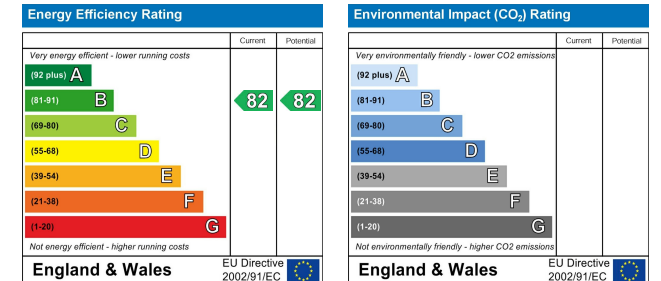 Energy Efficiency Rating
Current Potential
Very energy efficient - lower running costs
(92 plus) A
(81-91) B 82 82
(69-80) C
(55-68) D
(39-54) E
(21-38) F
(1-20) G
Not energy efficient - higher running costs
England & Wales
EU Directive
2002/91/EC
Environmental Impact (CO₂) Rating
Current Potential
Very environmentally friendly - lower CO2 emissions
(92 plus) A
(81-91) B
(69-80) C
(55-68) D
(39-54) E
(21-38) F
(1-20) G
Not environmentally friendly - higher CO2 emissions
England & Wales
EU Directive
2002/91/EC